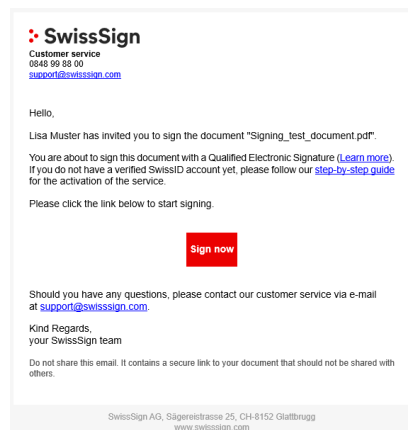 SwissSign
Customer service
0848 99 88 00
support@swisssign.com
Hello,
Lisa Muster has invited you to sign the document "Signing_test_document.pdf".
You are about to sign this document with a Qualified Electronic Signature (Learn more).
If you do not have a verified SwissID account yet, please follow our step-by-step guide
for the activation of the service.
Please click the link below to start signing.
Sign now
Should you have any questions, please contact our customer service via e-mail
at support@swisssign.com.
Kind Regards,
your SwissSign team
Do not share this email. It contains a secure link to your document that should not be shared with
others.
SwissSign AG, Sägereistrasse 25, CH-8152 Glattbrugg
www.swisssign.com